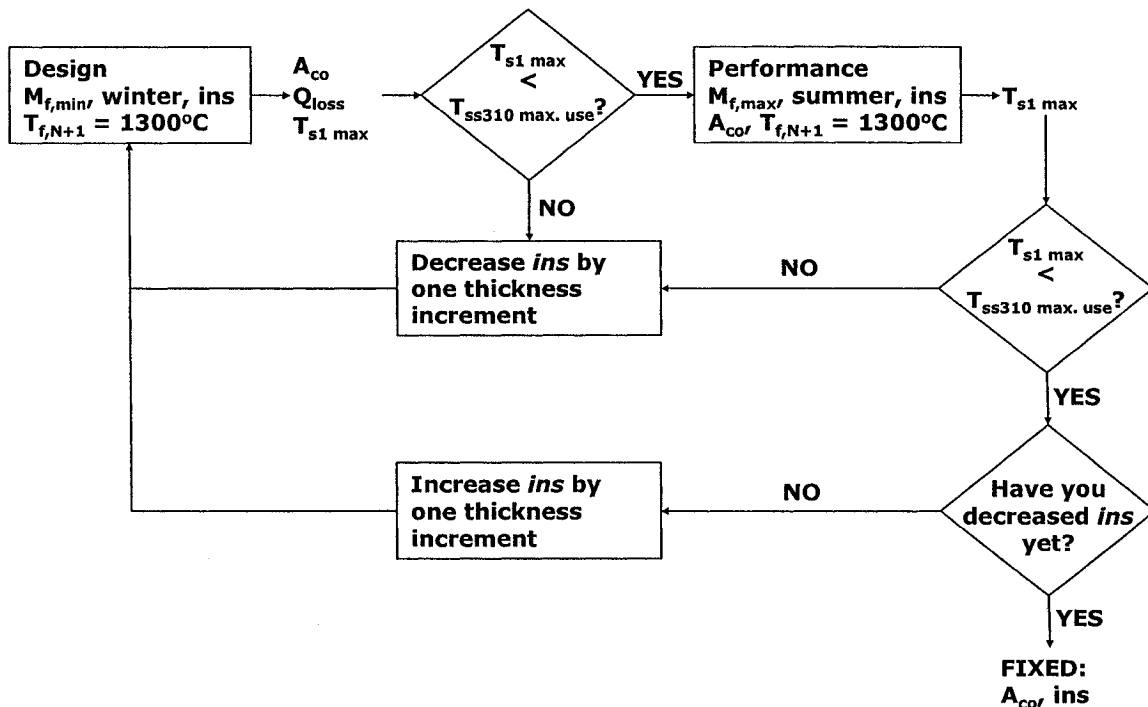 Design
M_f,min, winter, ins
T_f,N+1 = 1300°C
A_co
Q_loss
T_s1 max
T_s1 max
<
T_ss310 max. use?
YES
Performance
M_f,max, summer, ins
A_co, T_f,N+1 = 1300°C
T_s1 max
NO
Decrease ins by
one thickness
increment
NO
T_s1 max
<
T_ss310 max. use?
YES
Increase ins by
one thickness
increment
NO
Have you
decreased ins
yet?
YES
FIXED:
A_co, ins